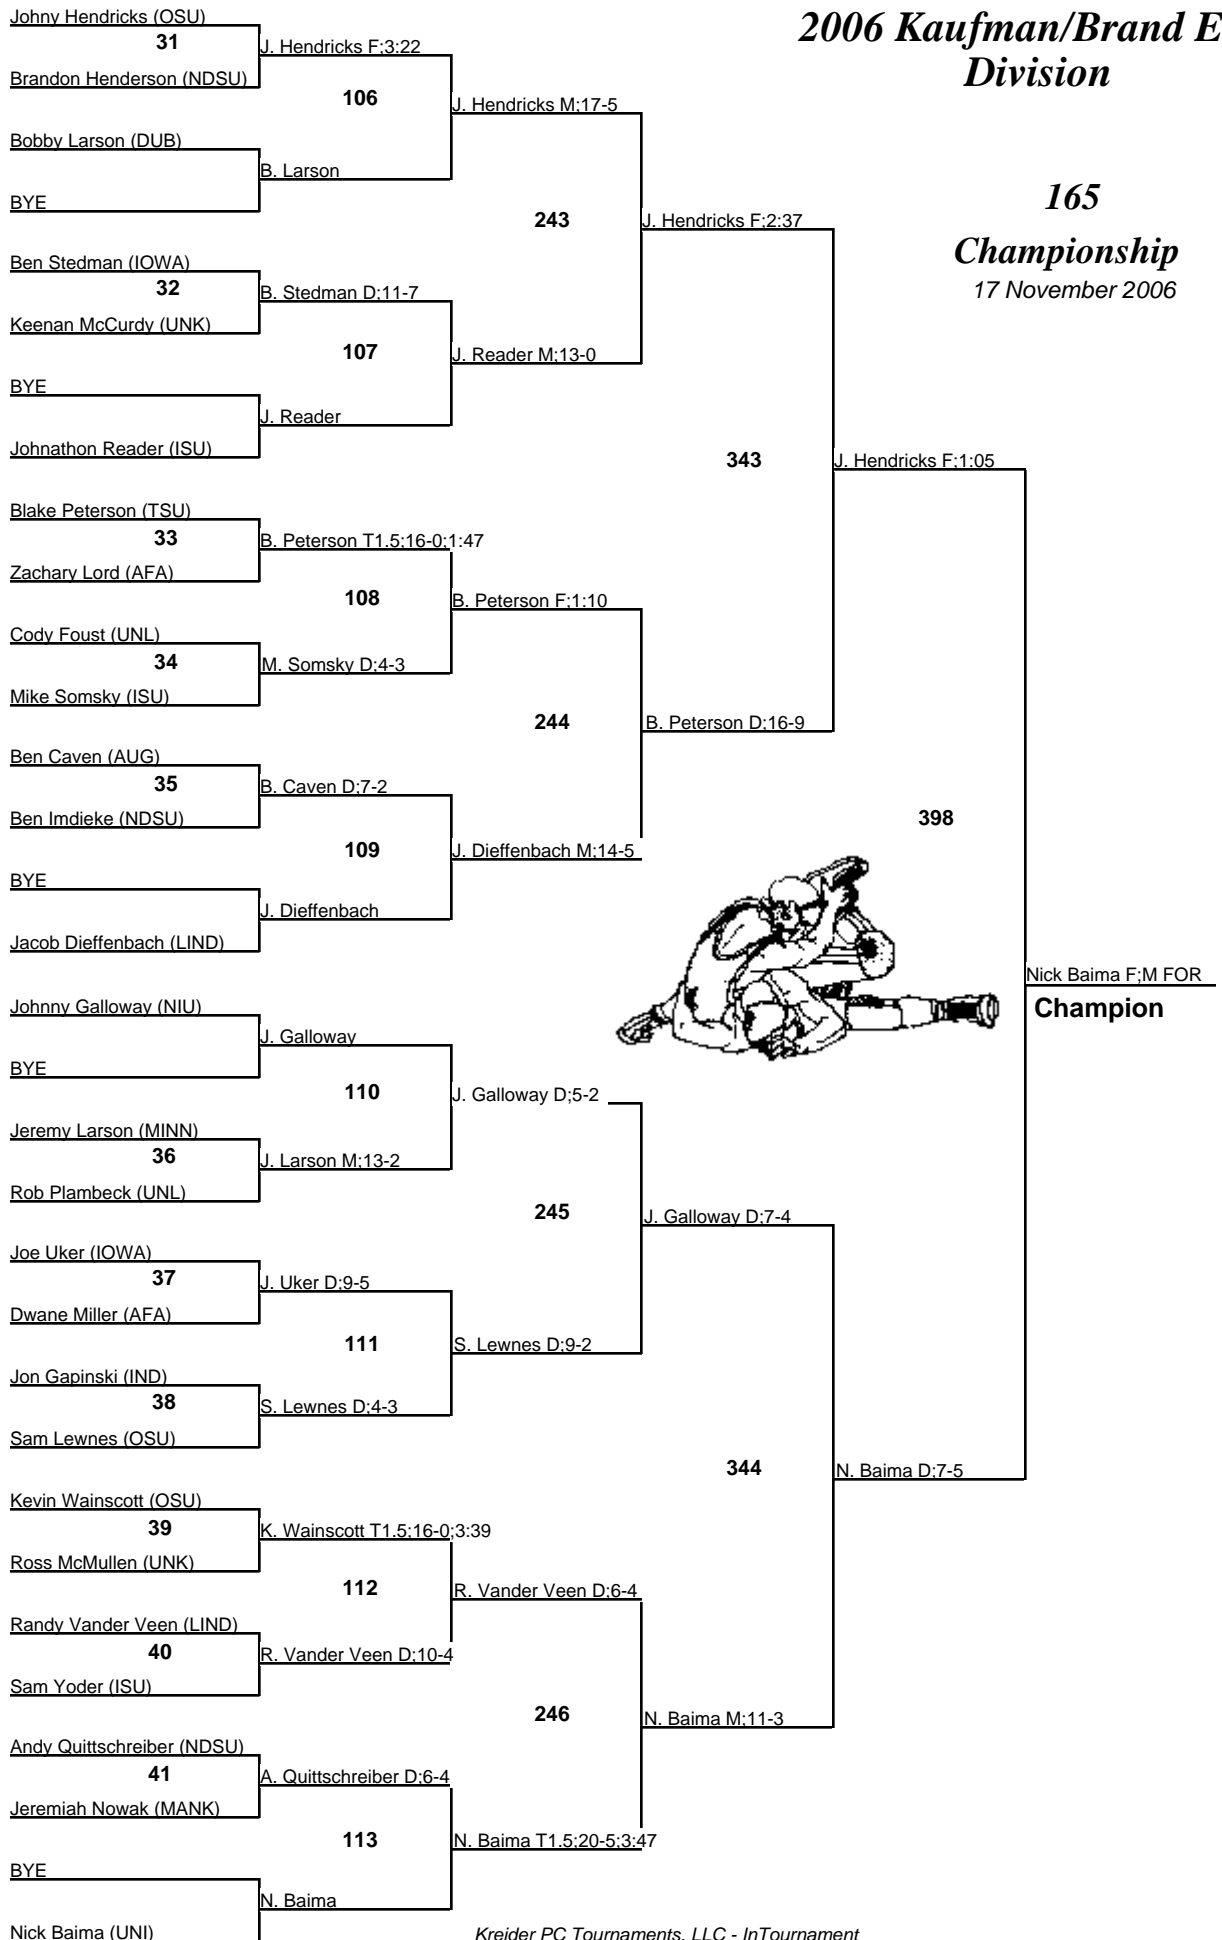 2006 Kaufman/Brand E
Division
165
Championship
17 November 2006
Johny Hendricks (OSU)
31
Brandon Henderson (NDSU)
Bobby Larson (DUB)
BYE
Ben Stedman (IOWA)
32
Keenan McCurdy (UNK)
BYE
Johnathon Reader (ISU)
Blake Peterson (TSU)
33
Zachary Lord (AFA)
Cody Foust (UNL)
34
Mike Somsky (ISU)
Ben Caven (AUG)
35
Ben Imdieke (NDSU)
BYE
Jacob Dieffenbach (LIND)
Johnny Galloway (NIU)
BYE
Jeremy Larson (MINN)
36
Rob Plambeck (UNL)
Joe Uker (IOWA)
37
Dwane Miller (AFA)
Jon Gapinski (IND)
38
Sam Lewnes (OSU)
Kevin Wainscott (OSU)
39
Ross McMullen (UNK)
Randy Vander Veen (LIND)
40
Sam Yoder (ISU)
Andy Quittschreiber (NDSU)
41
Jeremiah Nowak (MANK)
BYE
Nick Baima (UNI)
J. Hendricks F;3:22
106
B. Larson
B. Stedman D;11-7
107
J. Reader
B. Peterson T1.5;16-0;1:47
108
M. Somsky D;4-3
B. Caven D;7-2
109
J. Dieffenbach
J. Galloway
110
J. Larson M;13-2
J. Uker D;9-5
111
S. Lewnes D;4-3
K. Wainscott T1.5;16-0;3:39
112
R. Vander Veen D;10-4
A. Quittschreiber D;6-4
113
N. Baima
J. Hendricks M;17-5
243
J. Reader M;13-0
B. Peterson F;1:10
244
J. Dieffenbach M;14-5
J. Galloway D;5-2
245
S. Lewnes D;9-2
R. Vander Veen D;6-4
246
N. Baima T1.5;20-5;3:47
J. Hendricks F;2:37
343
B. Peterson D;16-9
J. Galloway D;7-4
344
N. Baima M;11-3
J. Hendricks F;1:05
398
N. Baima D;7-5
Nick Baima F;M FOR
Champion
Kreider PC Tournaments, LLC - InTournament